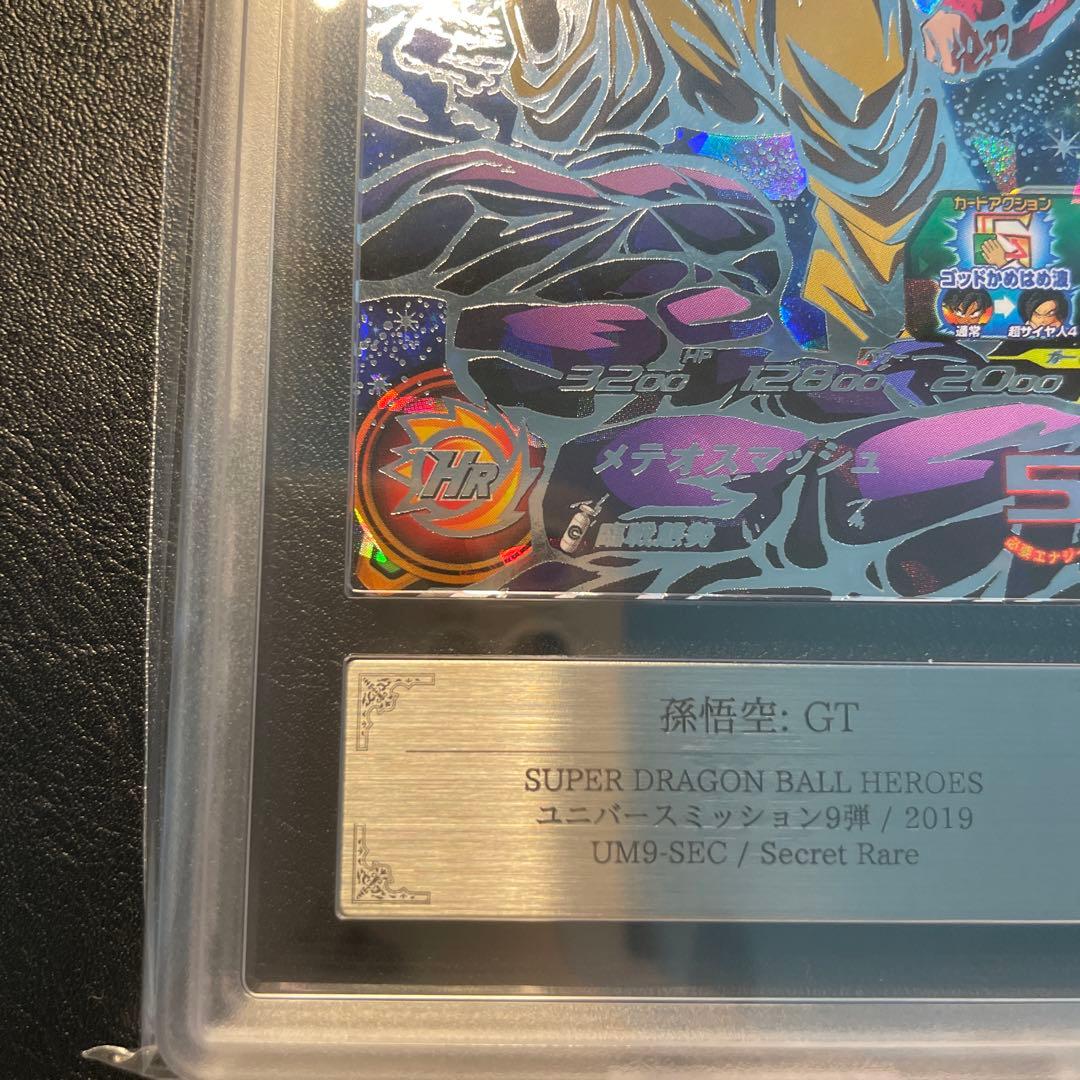 カードアクション
ゴッドかめはめ波
通常
超サイヤ人4
HP
3200
12800
2000
HR
メテオスマッシュ
5
臨戦態勢
孫悟空: GT
SUPER DRAGON BALL HEROES
ユニバースミッション9弾 / 2019
UM9-SEC / Secret Rare